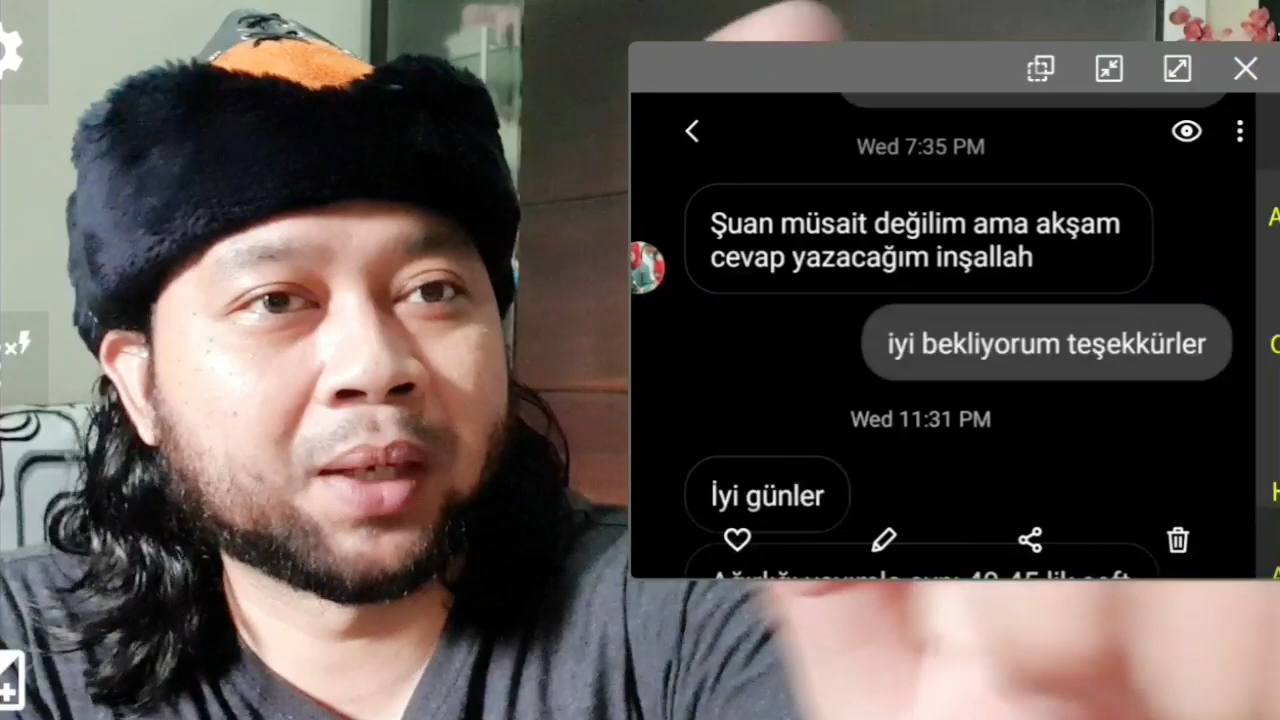 Wed 7:35 PM
Şuan müsait değilim ama akşam
cevap yazacağım inşallah
iyi bekliyorum teşekkürler
Wed 11:31 PM
İyi günler